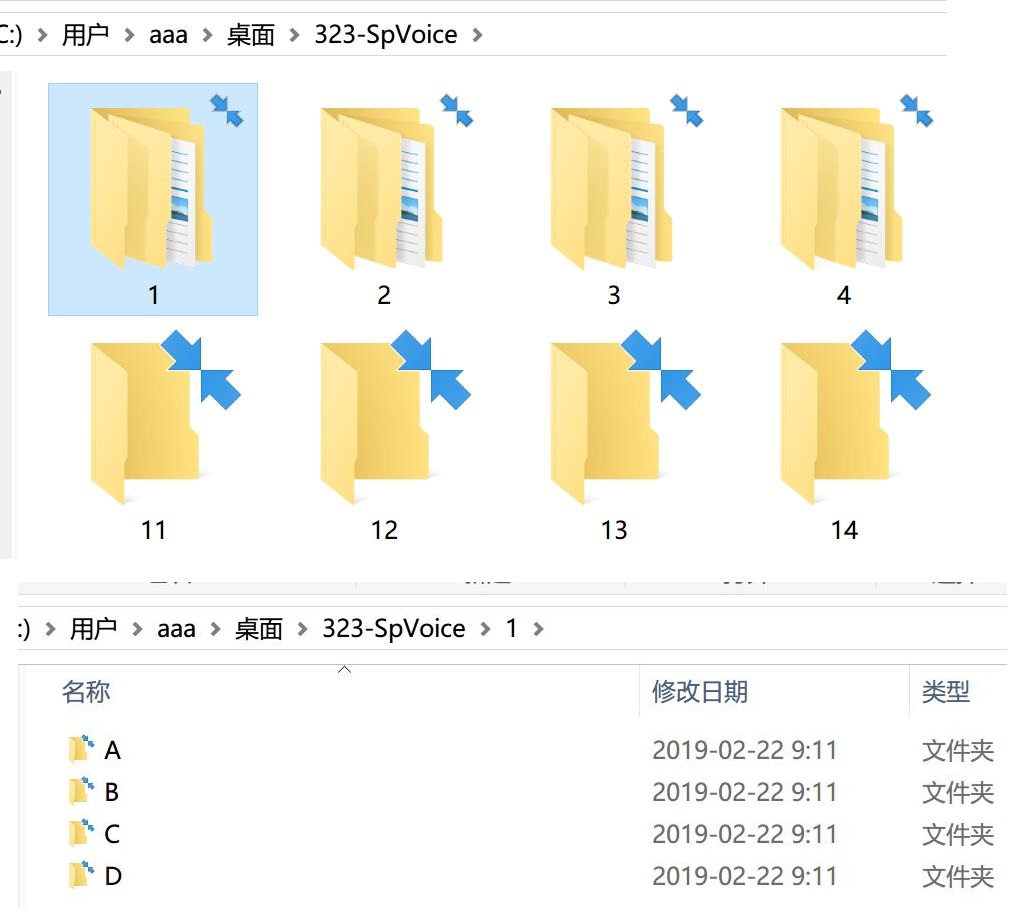 C:) > 用户 > aaa > 桌面 > 323-SpVoice >
1 2 3 4
11 12 13 14
:) > 用户 > aaa > 桌面 > 323-SpVoice > 1 >
名称 修改日期 类型
A 2019-02-22 9:11 文件夹
B 2019-02-22 9:11 文件夹
C 2019-02-22 9:11 文件夹
D 2019-02-22 9:11 文件夹